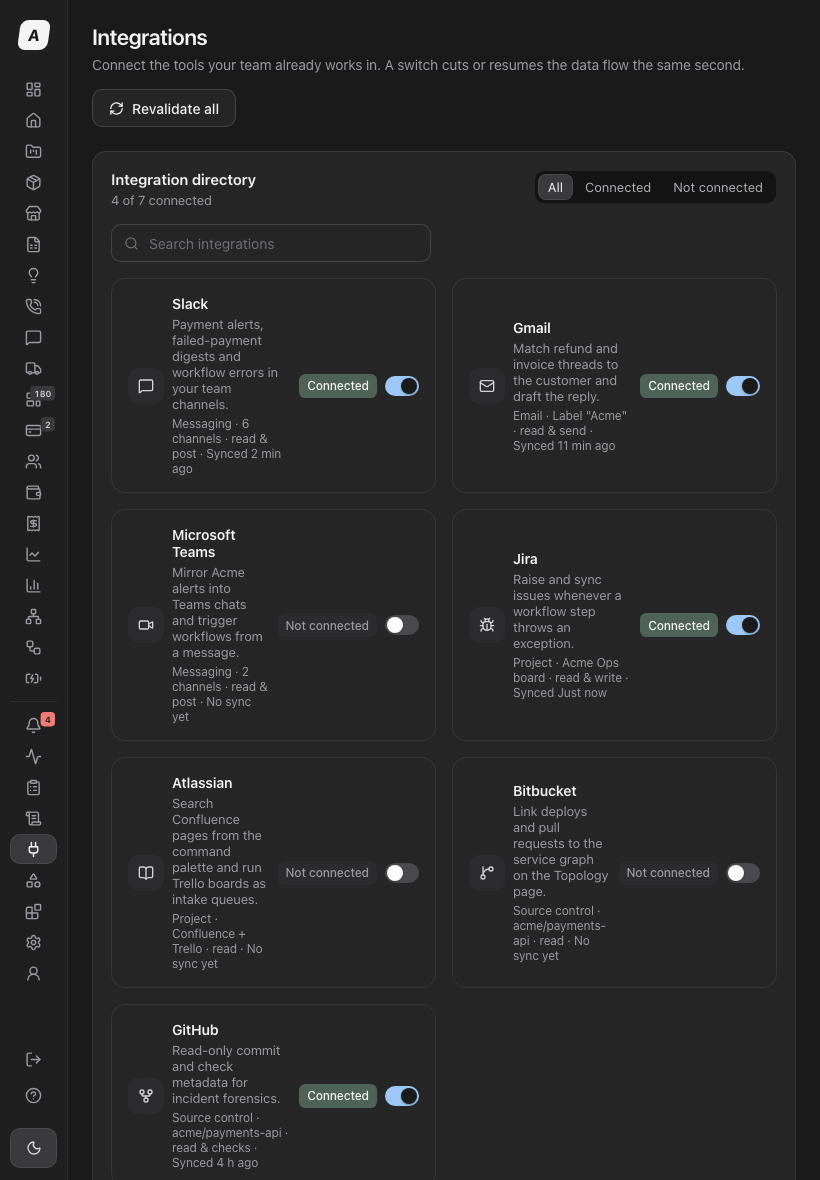 A
Integrations
Connect the tools your team already works in. A switch cuts or resumes the data flow the same second.
Revalidate all
Integration directory
4 of 7 connected
All
Connected
Not connected
Search integrations
Slack
Payment alerts,
failed-payment
digests and
workflow errors in
your team
channels.
Messaging · 6
channels · read &
post · Synced 2 min
ago
Connected
Gmail
Match refund and
invoice threads to
the customer and
draft the reply.
Email · Label "Acme"
· read & send ·
Synced 11 min ago
Connected
Microsoft
Teams
Mirror Acme
alerts into
Teams chats
and trigger
workflows from
a message.
Messaging · 2
channels · read &
post · No sync
yet
Not connected
Jira
Raise and sync
issues whenever a
workflow step
throws an
exception.
Project · Acme Ops
board · read & write ·
Synced Just now
Connected
Atlassian
Search
Confluence
pages from the
command
palette and run
Trello boards as
intake queues.
Project ·
Confluence +
Trello · read · No
sync yet
Not connected
Bitbucket
Link deploys
and pull
requests to the
service graph
on the Topology
page.
Source control ·
acme/payments-
api · read · No
sync yet
Not connected
GitHub
Read-only commit
and check
metadata for
incident forensics.
Source control ·
acme/payments-api ·
read & checks ·
Synced 4 h ago
Connected
180
2
4